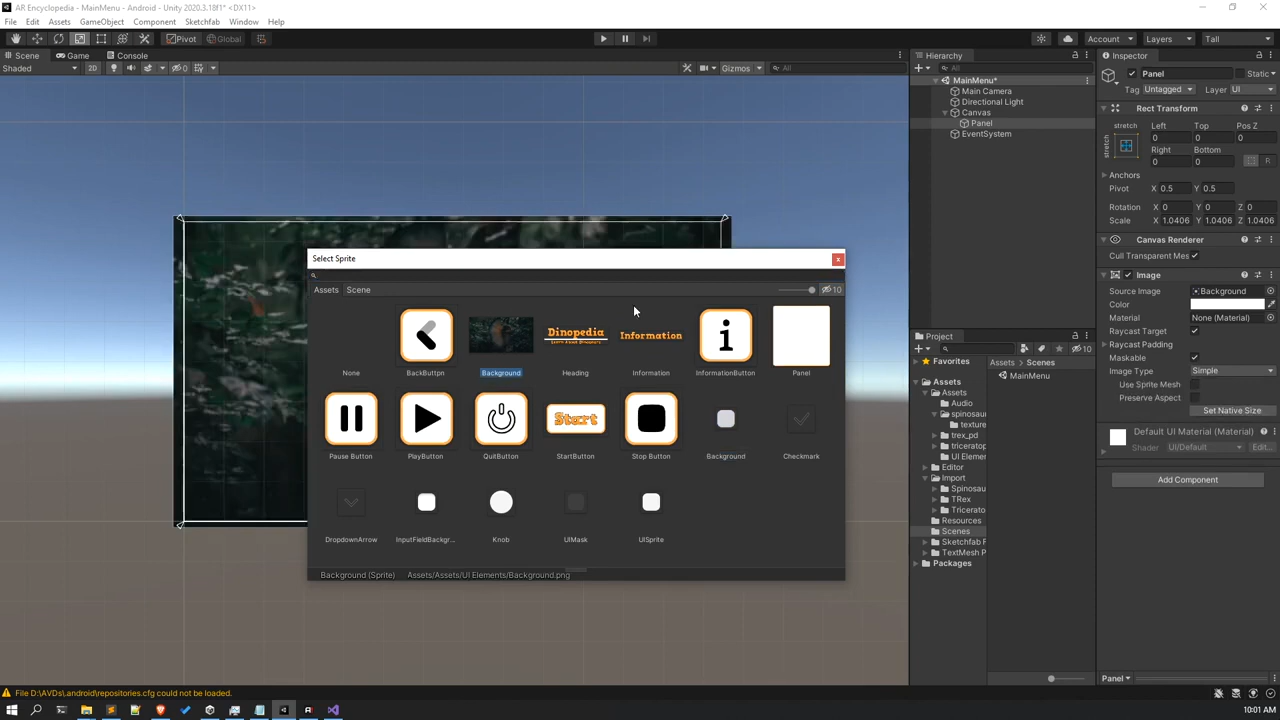 AR Encyclopedia - MainMenu - Android - Unity 2020.3.18f1* <DX11>
File Edit Assets GameObject Component Sketchfab Window Help
Pivot Global Account Layers Tall
Scene Game Console
Shaded 2D 0 Gizmos All
Hierarchy
All
MainMenu*
Main Camera
Directional Light
Canvas
Panel
EventSystem
Inspector
Panel Static
Tag Untagged Layer UI
Rect Transform
stretch Left Top Pos Z
stretch 0 0 0
Right Bottom
0 0 R
Anchors
Pivot X 0.5 Y 0.5
Rotation X 0 Y 0 Z 0
Scale X 1.0406 Y 1.0406 Z 1.0406
Canvas Renderer
Cull Transparent Mes
Image
Source Image Background
Color
Material None (Material)
Raycast Target
Raycast Padding
Maskable
Image Type Simple
Use Sprite Mesh
Preserve Aspect
Set Native Size
Default UI Material (Material)
Shader UI/Default Edit...
Add Component
Select Sprite
Assets Scene 10
Dinopedia
Information
i
None BackButtpn Background Heading Information InformationButton Panel
Start
Pause Button PlayButton QuitButton StartButton Stop Button Background Checkmark
DropdownArrow InputFieldBackgr... Knob UIMask UISprite
Background (Sprite) Assets/Assets/UI Elements/Background.png
Project
10
Favorites
Assets
Assets
Audio
spinosau
texture
trex_pd
triceratop
UI Elemen
Editor
Import
Spinosau
TRex
Tricerato
Resources
Scenes
Sketchfab F
TextMesh P
Packages
Assets Scenes
MainMenu
Panel
File D:\AVDs\.android\repositories.cfg could not be loaded.
10:01 AM